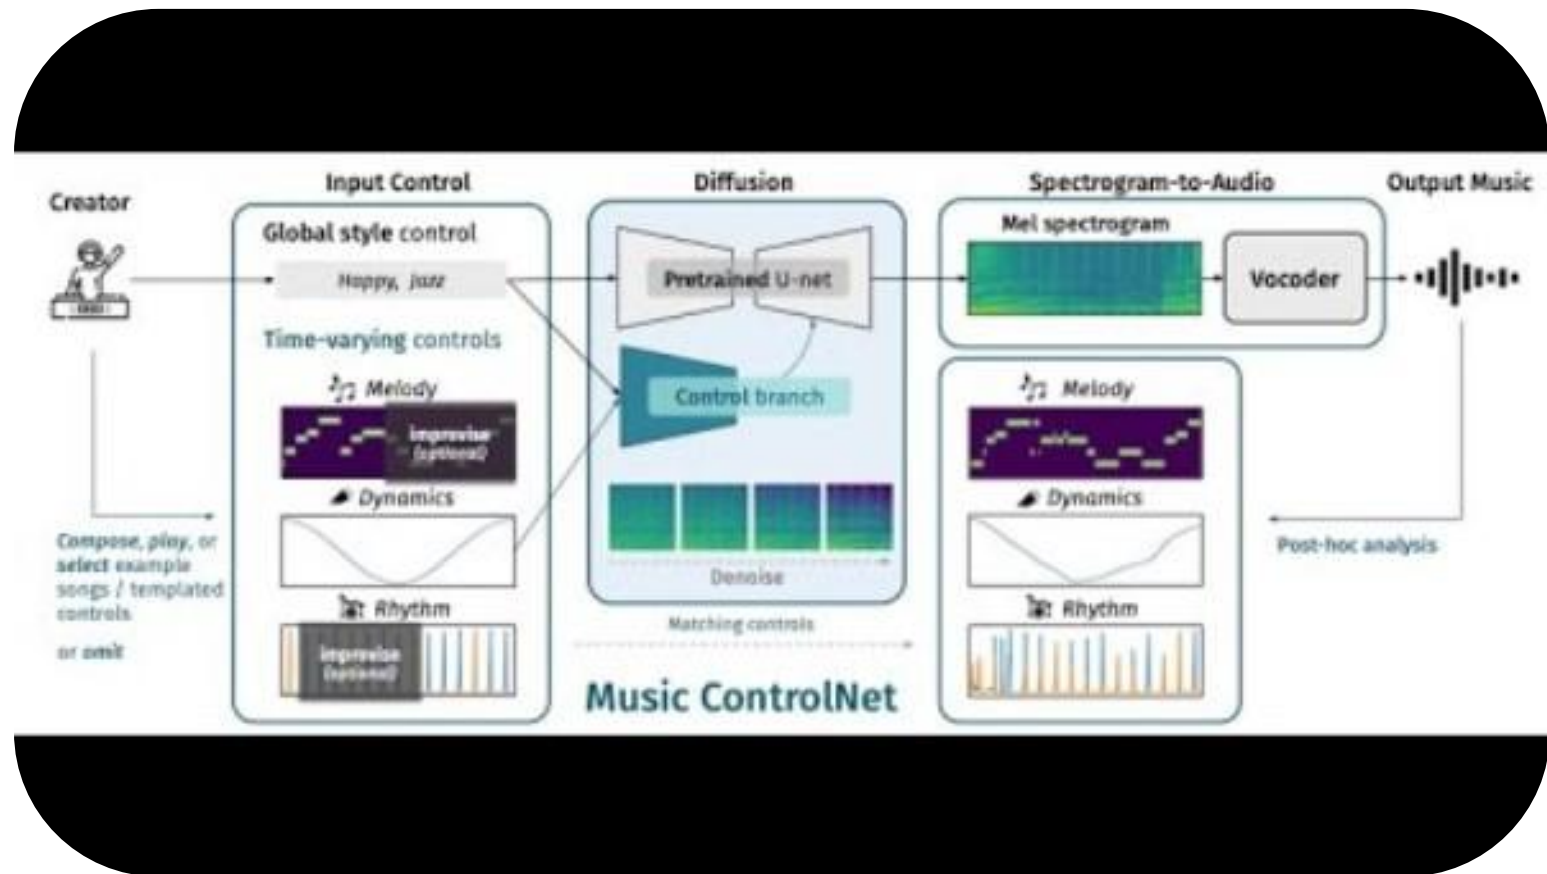 Creator
Input Control
Global style control
Happy, Jazz
Time-varying controls
Melody
improvise
(optional)
Dynamics
Rhythm
improvise
(optional)
Compose, play, or
select example
songs / templated
controls
or omit
Diffusion
Pretrained U-net
Control branch
Denoise
Matching controls
Music ControlNet
Spectrogram-to-Audio
Mel spectrogram
Vocoder
Output Music
Melody
Dynamics
Rhythm
Post-hoc analysis